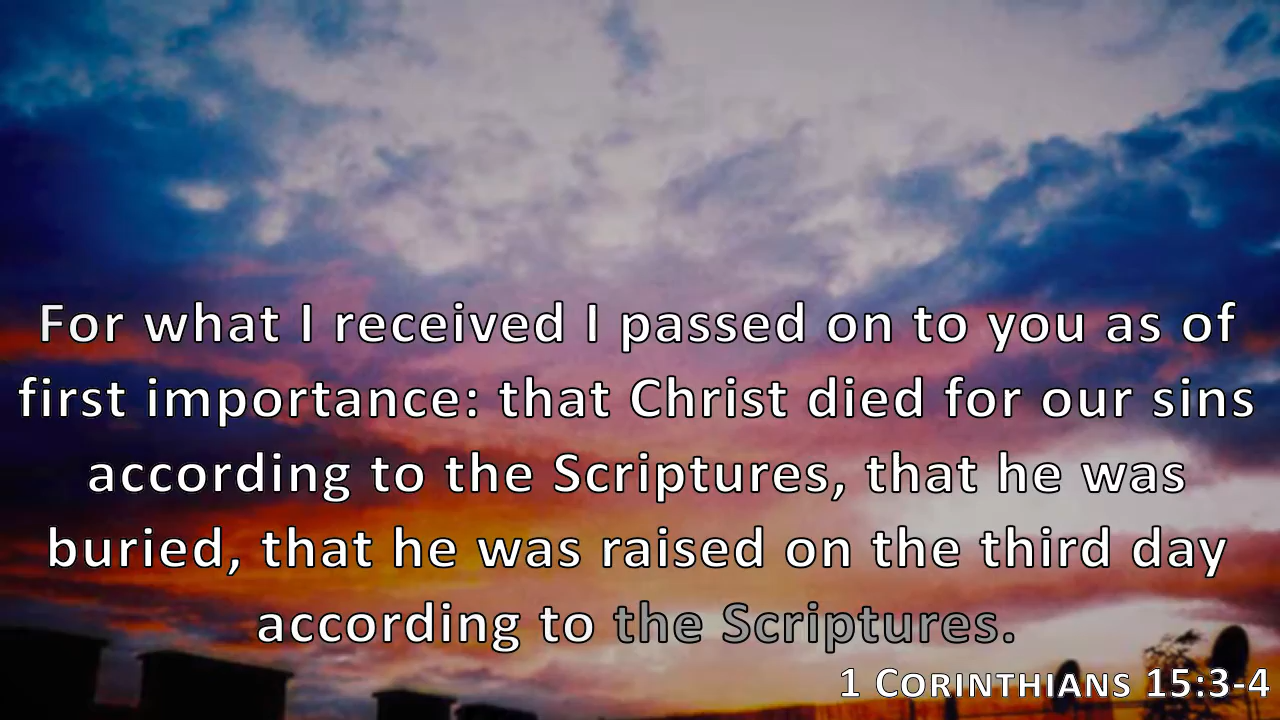 For what I received I passed on to you as of
first importance: that Christ died for our sins
according to the Scriptures, that he was
buried, that he was raised on the third day
according to the Scriptures.
1 Corinthians 15:3-4